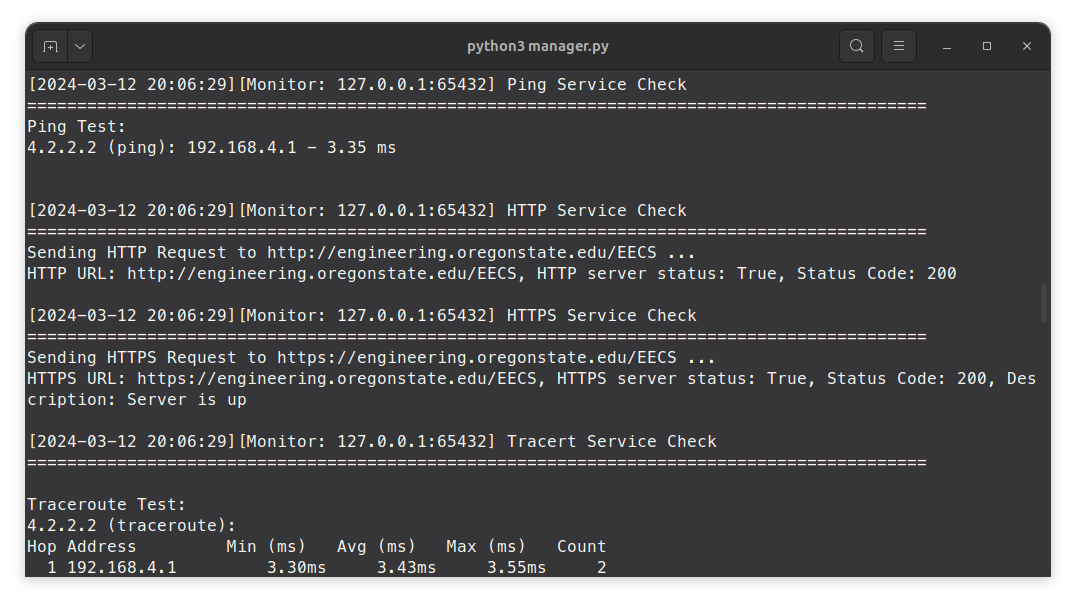 python3 manager.py
[2024-03-12 20:06:29][Monitor: 127.0.0.1:65432] Ping Service Check
==========================================================================================
Ping Test:
4.2.2.2 (ping): 192.168.4.1 - 3.35 ms
[2024-03-12 20:06:29][Monitor: 127.0.0.1:65432] HTTP Service Check
==========================================================================================
Sending HTTP Request to http://engineering.oregonstate.edu/EECS ...
HTTP URL: http://engineering.oregonstate.edu/EECS, HTTP server status: True, Status Code: 200
[2024-03-12 20:06:29][Monitor: 127.0.0.1:65432] HTTPS Service Check
==========================================================================================
Sending HTTPS Request to https://engineering.oregonstate.edu/EECS ...
HTTPS URL: https://engineering.oregonstate.edu/EECS, HTTPS server status: True, Status Code: 200, Des
cription: Server is up
[2024-03-12 20:06:29][Monitor: 127.0.0.1:65432] Tracert Service Check
==========================================================================================
Traceroute Test:
4.2.2.2 (traceroute):
Hop Address         Min (ms)   Avg (ms)   Max (ms)   Count
  1 192.168.4.1         3.30ms     3.43ms     3.55ms     2